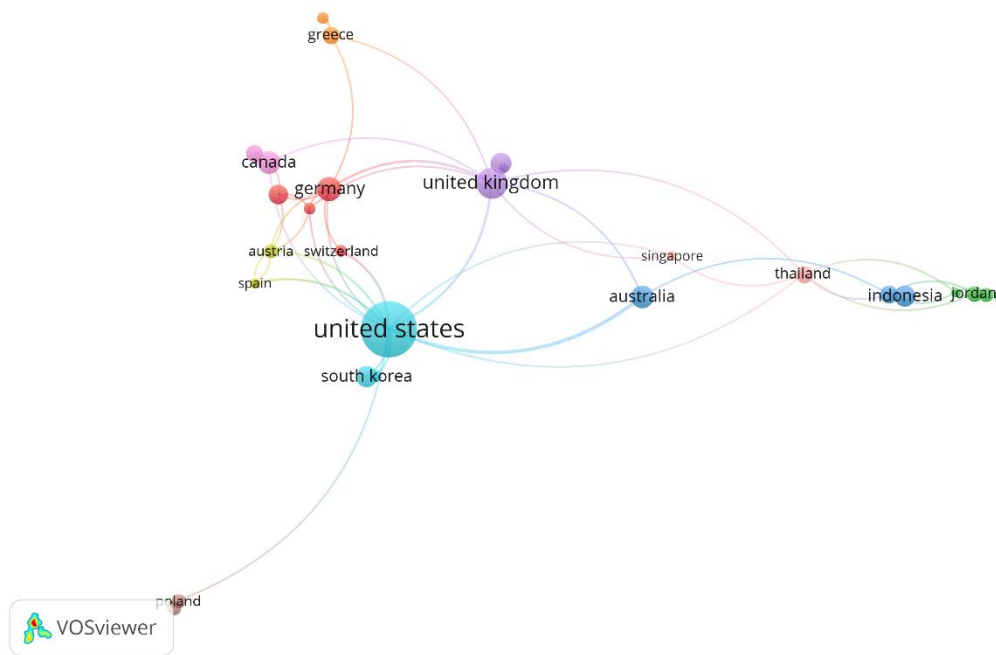 greece
canada
united kingdom
germany
austria
switzerland
singapore
thailand
spain
australia
indonesia
jordan
united states
south korea
poland
VOSviewer